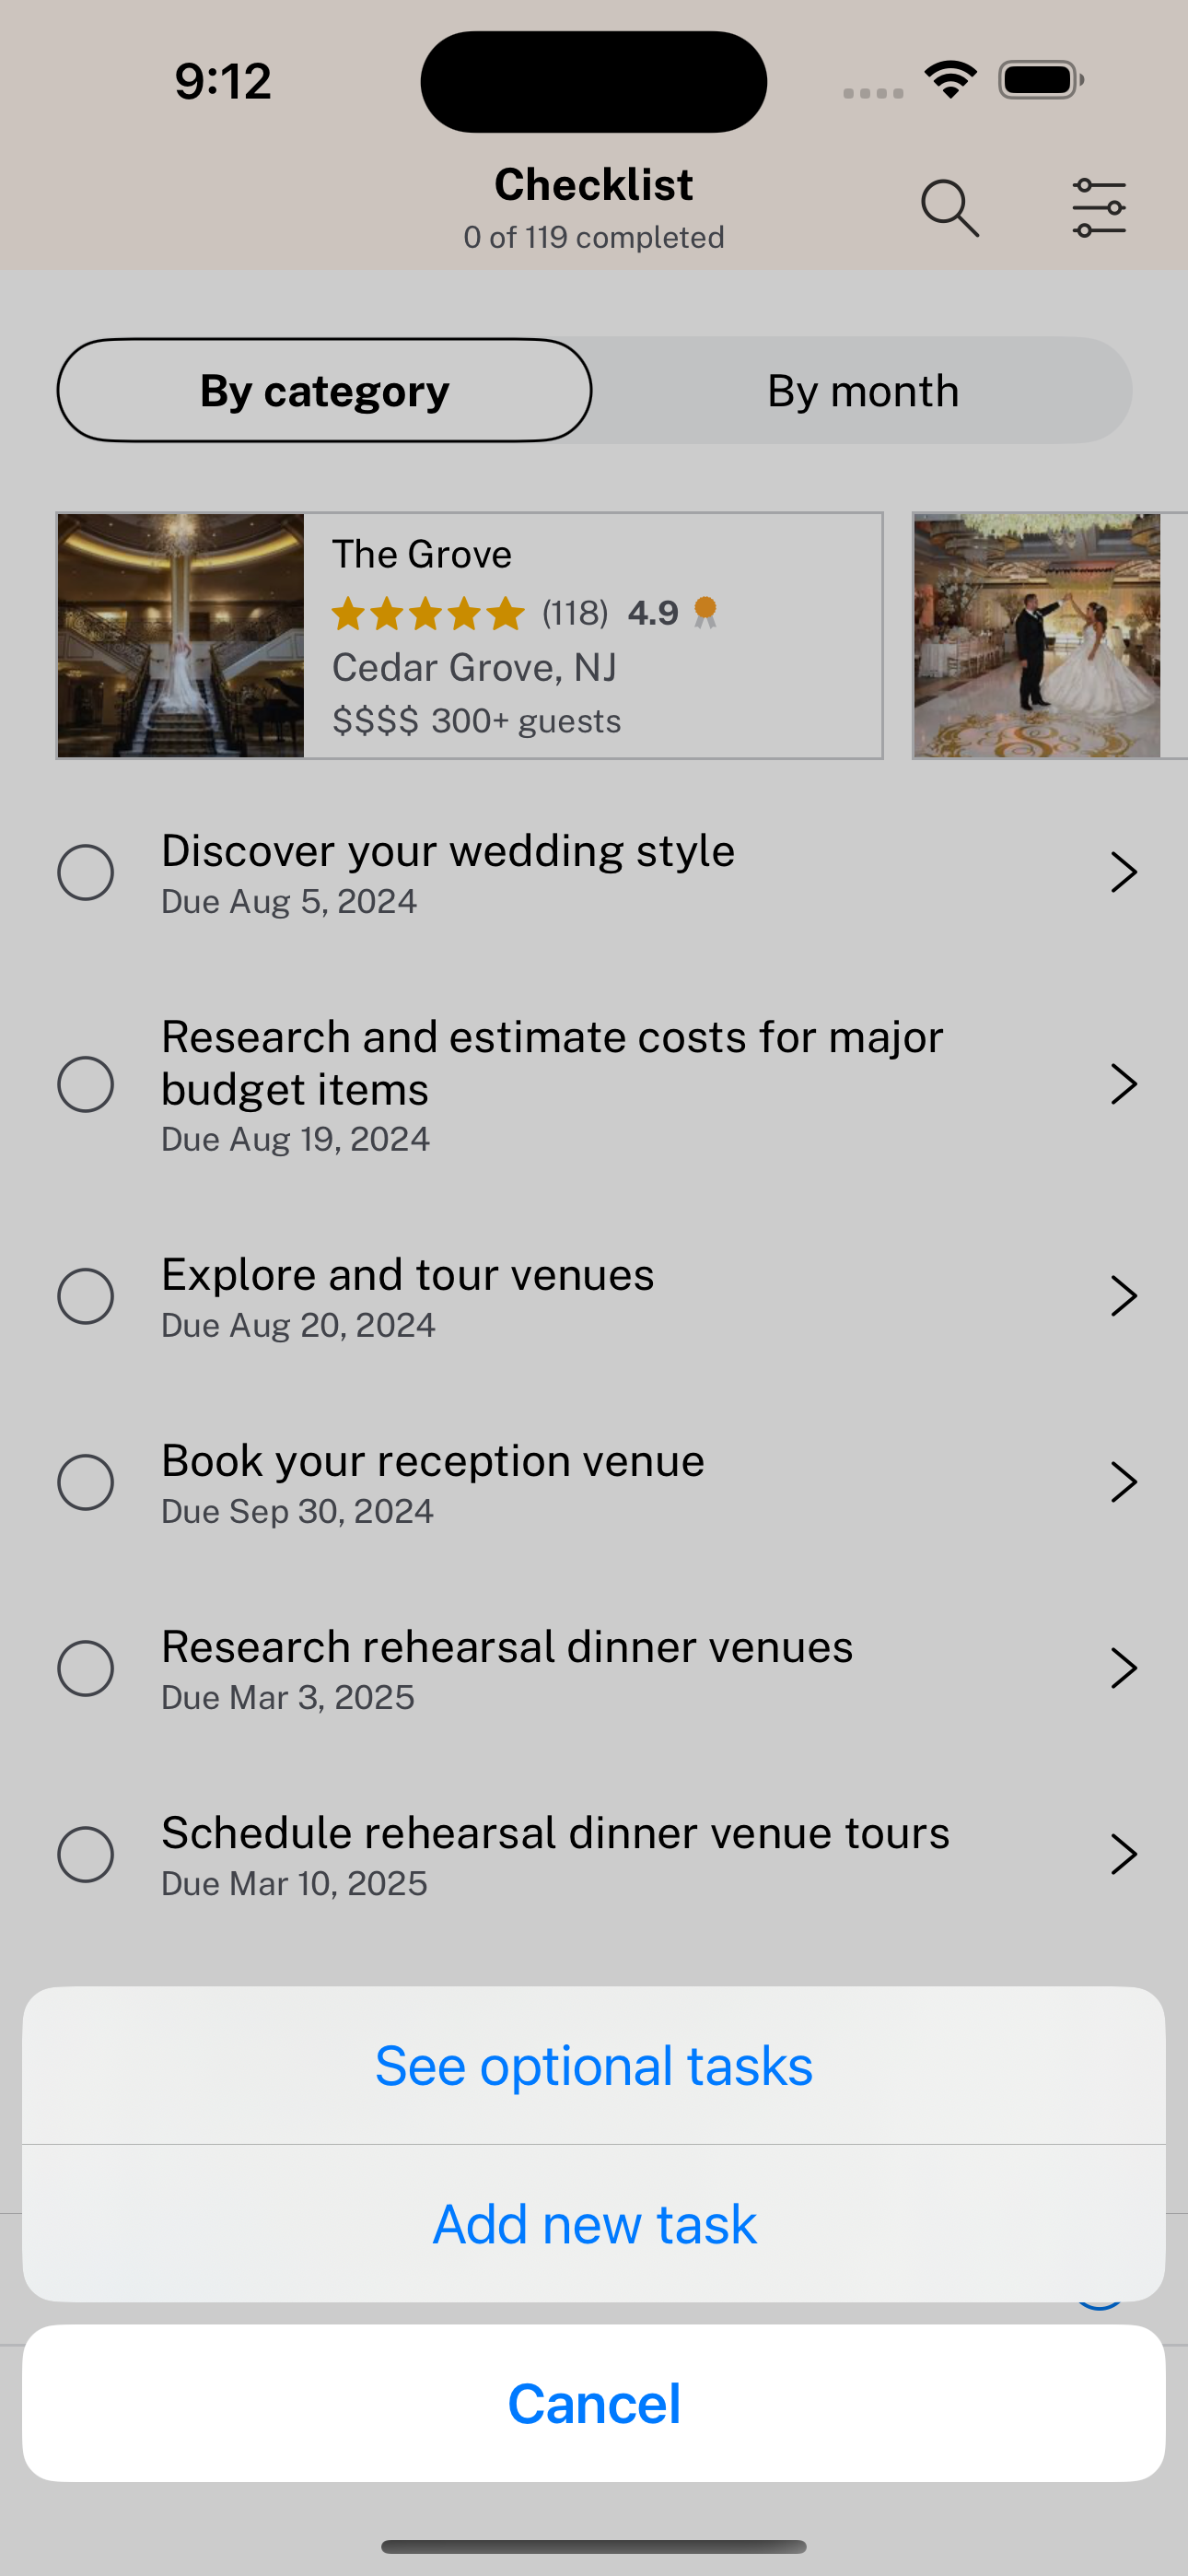 9:12
Checklist
0 of 119 completed
By category
By month
The Grove
(118) 4.9
Cedar Grove, NJ
$$$$ 300+ guests
Discover your wedding style
Due Aug 5, 2024
Research and estimate costs for major
budget items
Due Aug 19, 2024
Explore and tour venues
Due Aug 20, 2024
Book your reception venue
Due Sep 30, 2024
Research rehearsal dinner venues
Due Mar 3, 2025
Schedule rehearsal dinner venue tours
Due Mar 10, 2025
See optional tasks
Add new task
Cancel